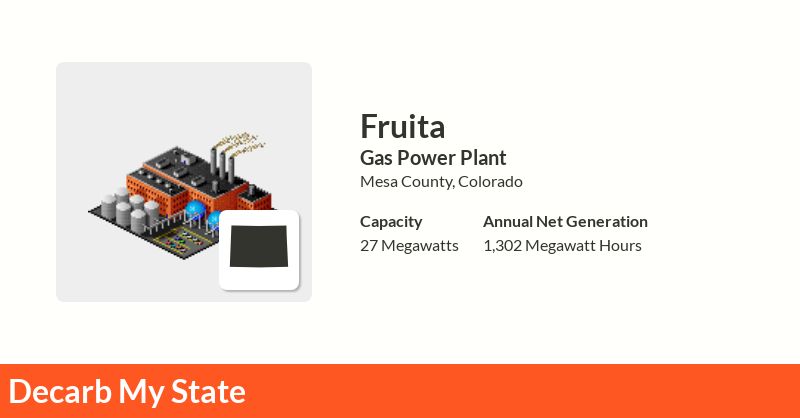 Fruita
Gas Power Plant
Mesa County, Colorado
Capacity
27 Megawatts
Annual Net Generation
1,302 Megawatt Hours
Decarb My State